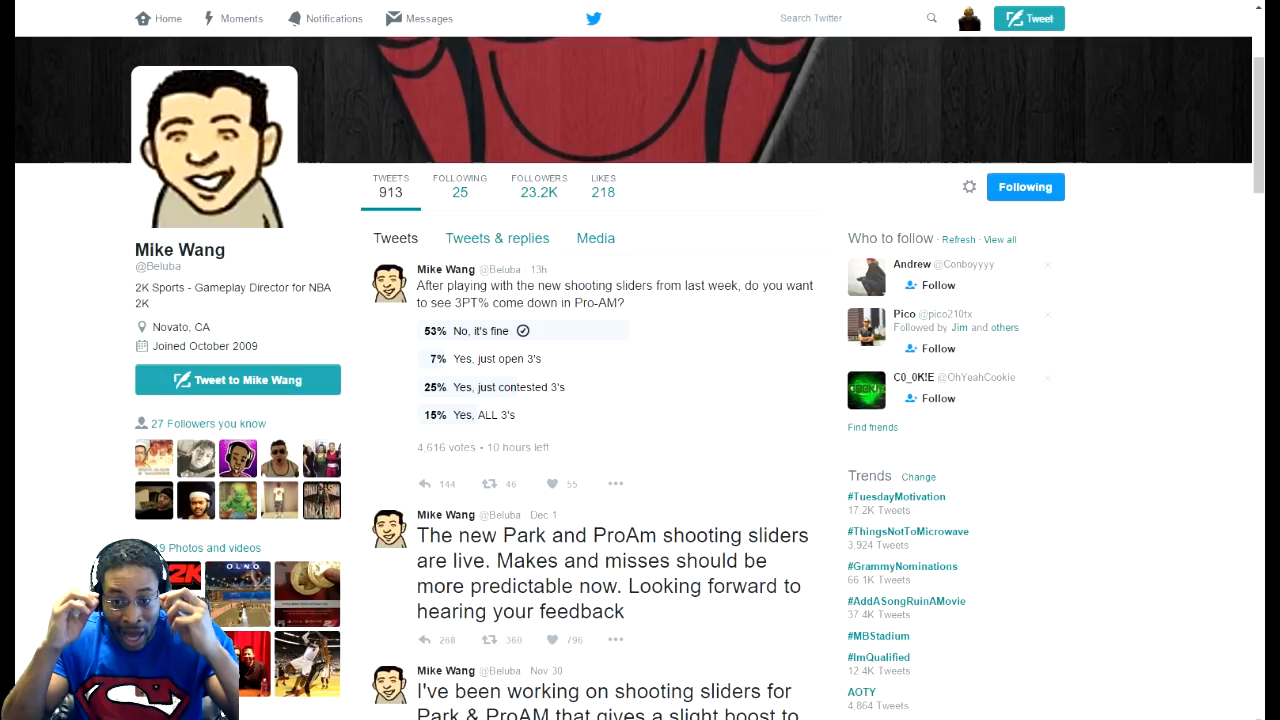 Home
Moments
Notifications
Messages
Search Twitter
Tweet
TWEETS
913
FOLLOWING
25
FOLLOWERS
23.2K
LIKES
218
Following
Mike Wang
@Beluba
2K Sports - Gameplay Director for NBA
2K
Novato, CA
Joined October 2009
Tweet to Mike Wang
27 Followers you know
19 Photos and videos
Tweets
Tweets & replies
Media
Mike Wang @Beluba · 13h
After playing with the new shooting sliders from last week, do you want
to see 3PT% come down in Pro-AM?
53% No, it's fine
7% Yes, just open 3's
25% Yes, just contested 3's
15% Yes, ALL 3's
4,616 votes • 10 hours left
144
46
55
Mike Wang @Beluba · Dec 1
The new Park and ProAm shooting sliders
are live. Makes and misses should be
more predictable now. Looking forward to
hearing your feedback
268
360
796
Mike Wang @Beluba · Nov 30
I've been working on shooting sliders for
Park & ProAM that gives a slight boost to
Who to follow · Refresh · View all
Andrew @Conboyyyy
Follow
Pico @pico210tx
Followed by Jim and others
Follow
C0_0K!E @OhYeahCookie
Follow
Find friends
Trends · Change
#TuesdayMotivation
17.2K Tweets
#ThingsNotToMicrowave
3,924 Tweets
#GrammyNominations
66.1K Tweets
#AddASongRuinAMovie
37.4K Tweets
#MBStadium
#ImQualified
12.4K Tweets
AOTY
4,864 Tweets